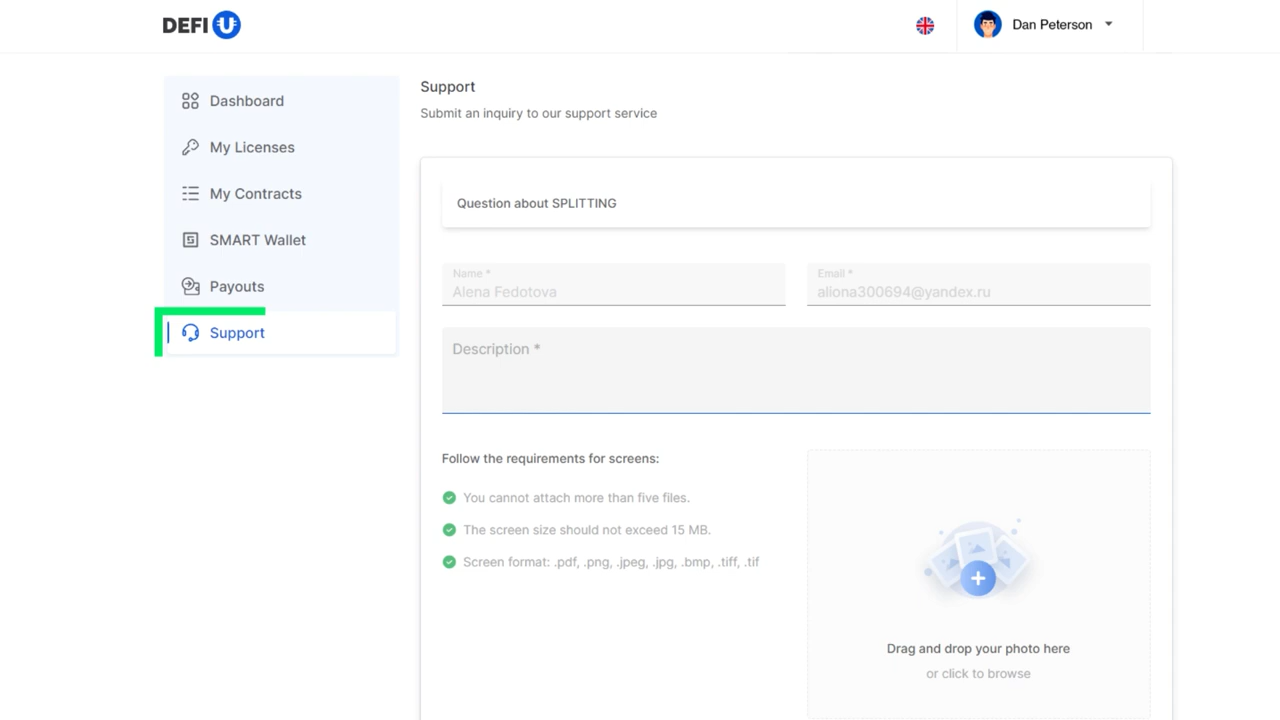 DEFI U
Dan Peterson
Dashboard
My Licenses
My Contracts
SMART Wallet
Payouts
Support
Support
Submit an inquiry to our support service
Question about SPLITTING
Name *
Alena Fedotova
Email *
aliona300694@yandex.ru
Description *
Follow the requirements for screens:
You cannot attach more than five files.
The screen size should not exceed 15 MB.
Screen format: .pdf, .png, .jpeg, .jpg, .bmp, .tiff, .tif
Drag and drop your photo here
or click to browse